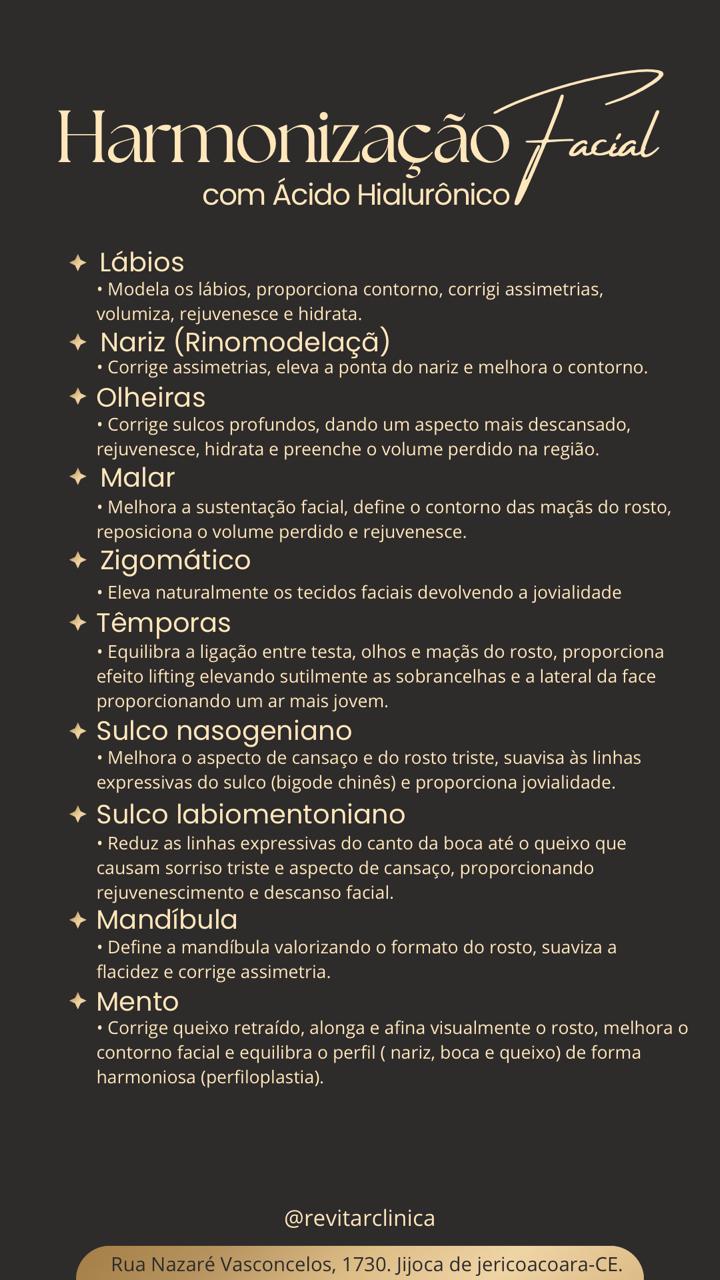 Harmonização Facial
com Ácido Hialurônico
Lábios
• Modela os lábios, proporciona contorno, corrigi assimetrias,
volumiza, rejuvenesce e hidrata.
Nariz (Rinomodelaçã)
• Corrige assimetrias, eleva a ponta do nariz e melhora o contorno.
Olheiras
• Corrige sulcos profundos, dando um aspecto mais descansado,
rejuvenesce, hidrata e preenche o volume perdido na região.
Malar
• Melhora a sustentação facial, define o contorno das maçãs do rosto,
reposiciona o volume perdido e rejuvenesce.
Zigomático
• Eleva naturalmente os tecidos faciais devolvendo a jovialidade
Têmporas
• Equilibra a ligação entre testa, olhos e maçãs do rosto, proporciona
efeito lifting elevando sutilmente as sobrancelhas e a lateral da face
proporcionando um ar mais jovem.
Sulco nasogeniano
• Melhora o aspecto de cansaço e do rosto triste, suavisa às linhas
expressivas do sulco (bigode chinês) e proporciona jovialidade.
Sulco labiomentoniano
• Reduz as linhas expressivas do canto da boca até o queixo que
causam sorriso triste e aspecto de cansaço, proporcionando
rejuvenescimento e descanso facial.
Mandíbula
• Define a mandíbula valorizando o formato do rosto, suaviza a
flacidez e corrige assimetria.
Mento
• Corrige queixo retraído, alonga e afina visualmente o rosto, melhora o
contorno facial e equilibra o perfil ( nariz, boca e queixo) de forma
harmoniosa (perfiloplastia).
@revitarclinica
Rua Nazaré Vasconcelos, 1730. Jijoca de jericoacoara-CE.